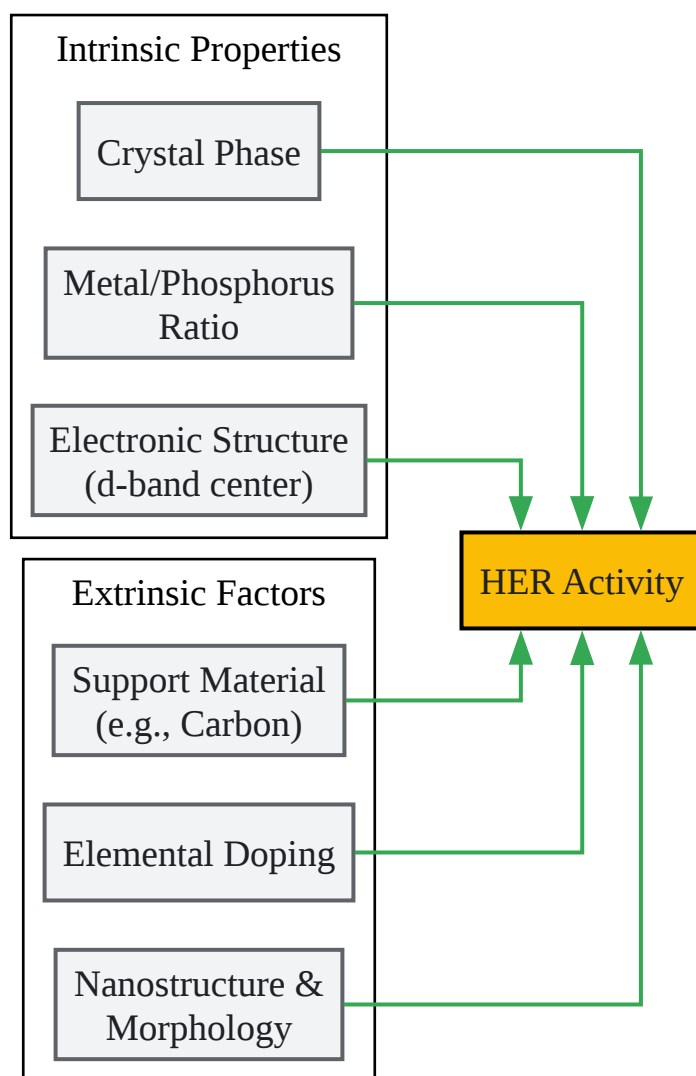 Intrinsic Properties
Crystal Phase
Metal/Phosphorus
Ratio
Electronic Structure
(d-band center)
HER Activity
Extrinsic Factors
Support Material
(e.g., Carbon)
Elemental Doping
Nanostructure &
Morphology